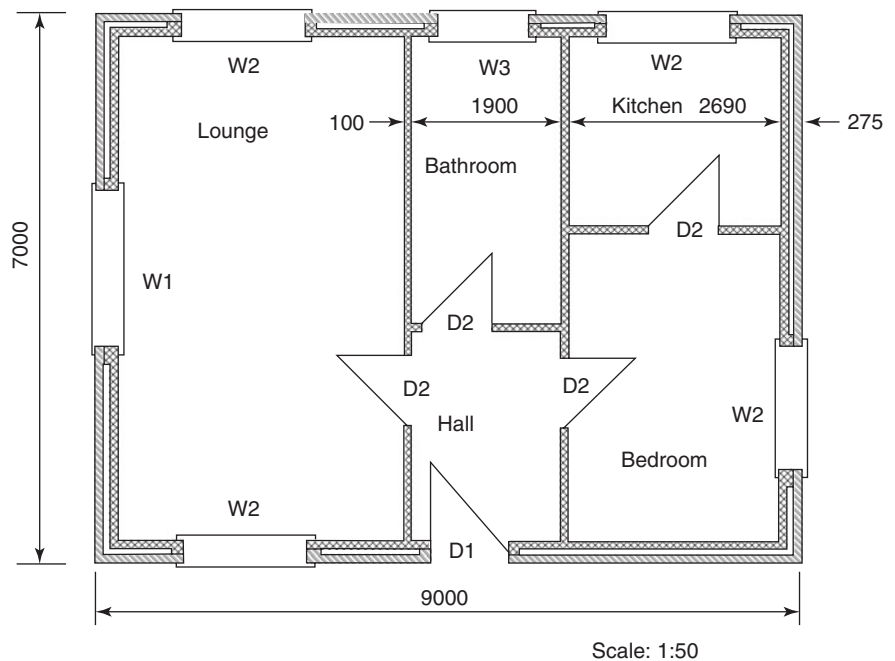 W2
W3
W2
Lounge
100
1900
Kitchen 2690
275
Bathroom
7000
D2
W1
D2
D2
D2
W2
Hall
Bedroom
W2
D1
9000
Scale: 1:50